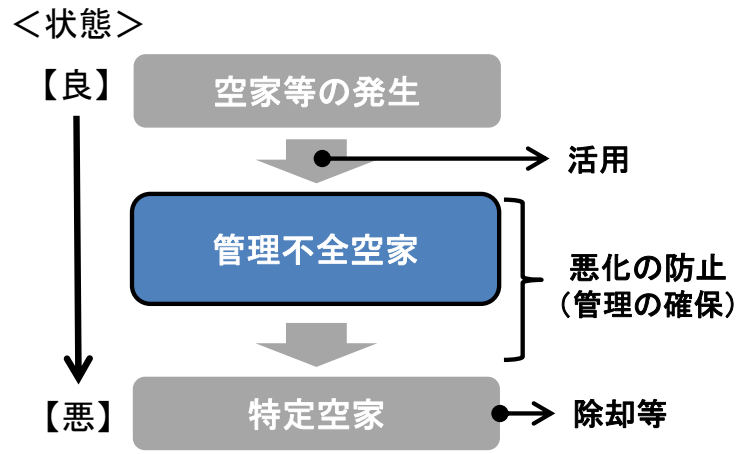 ＜状態＞
【良】
空家等の発生
活用
管理不全空家
悪化の防止
（管理の確保）
【悪】
特定空家
除却等